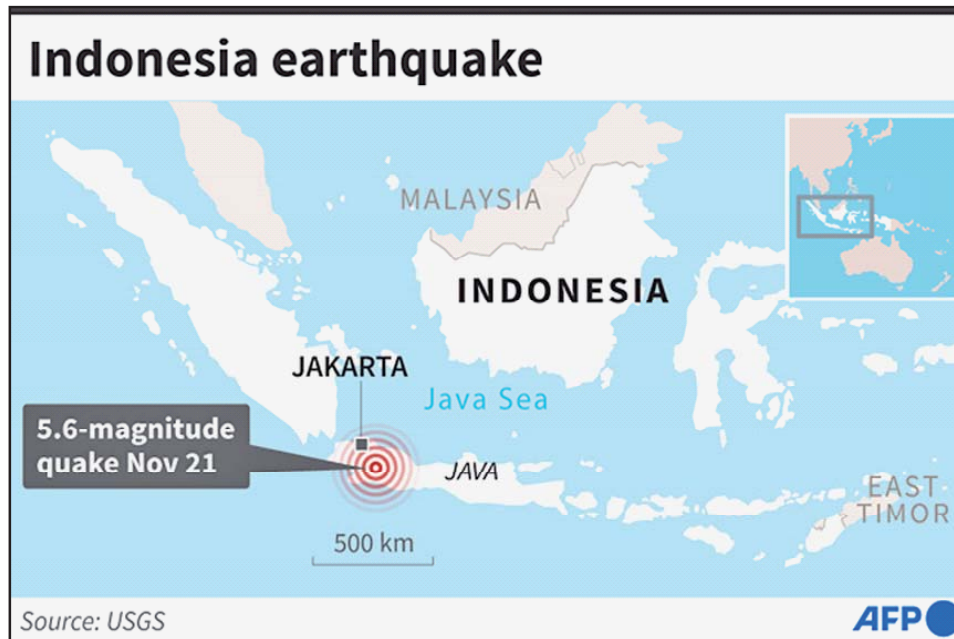 Indonesia earthquake
MALAYSIA
INDONESIA
JAKARTA
Java Sea
5.6-magnitude
quake Nov 21
JAVA
EAST
TIMOR
500 km
Source: USGS
AFP